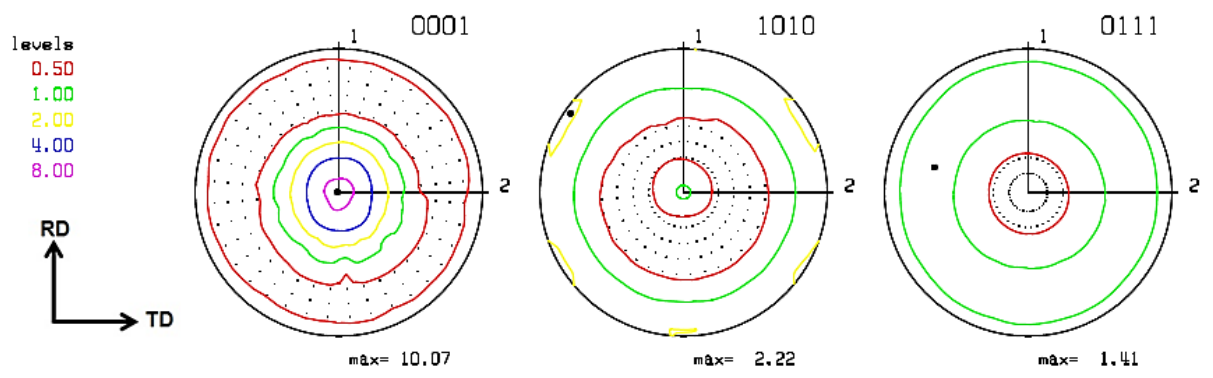 levels
0.50
1.00
2.00
4.00
8.00
RD
TD
0001
1
2
max= 10.07
1010
1
2
max= 2.22
0111
1
2
max= 1.41